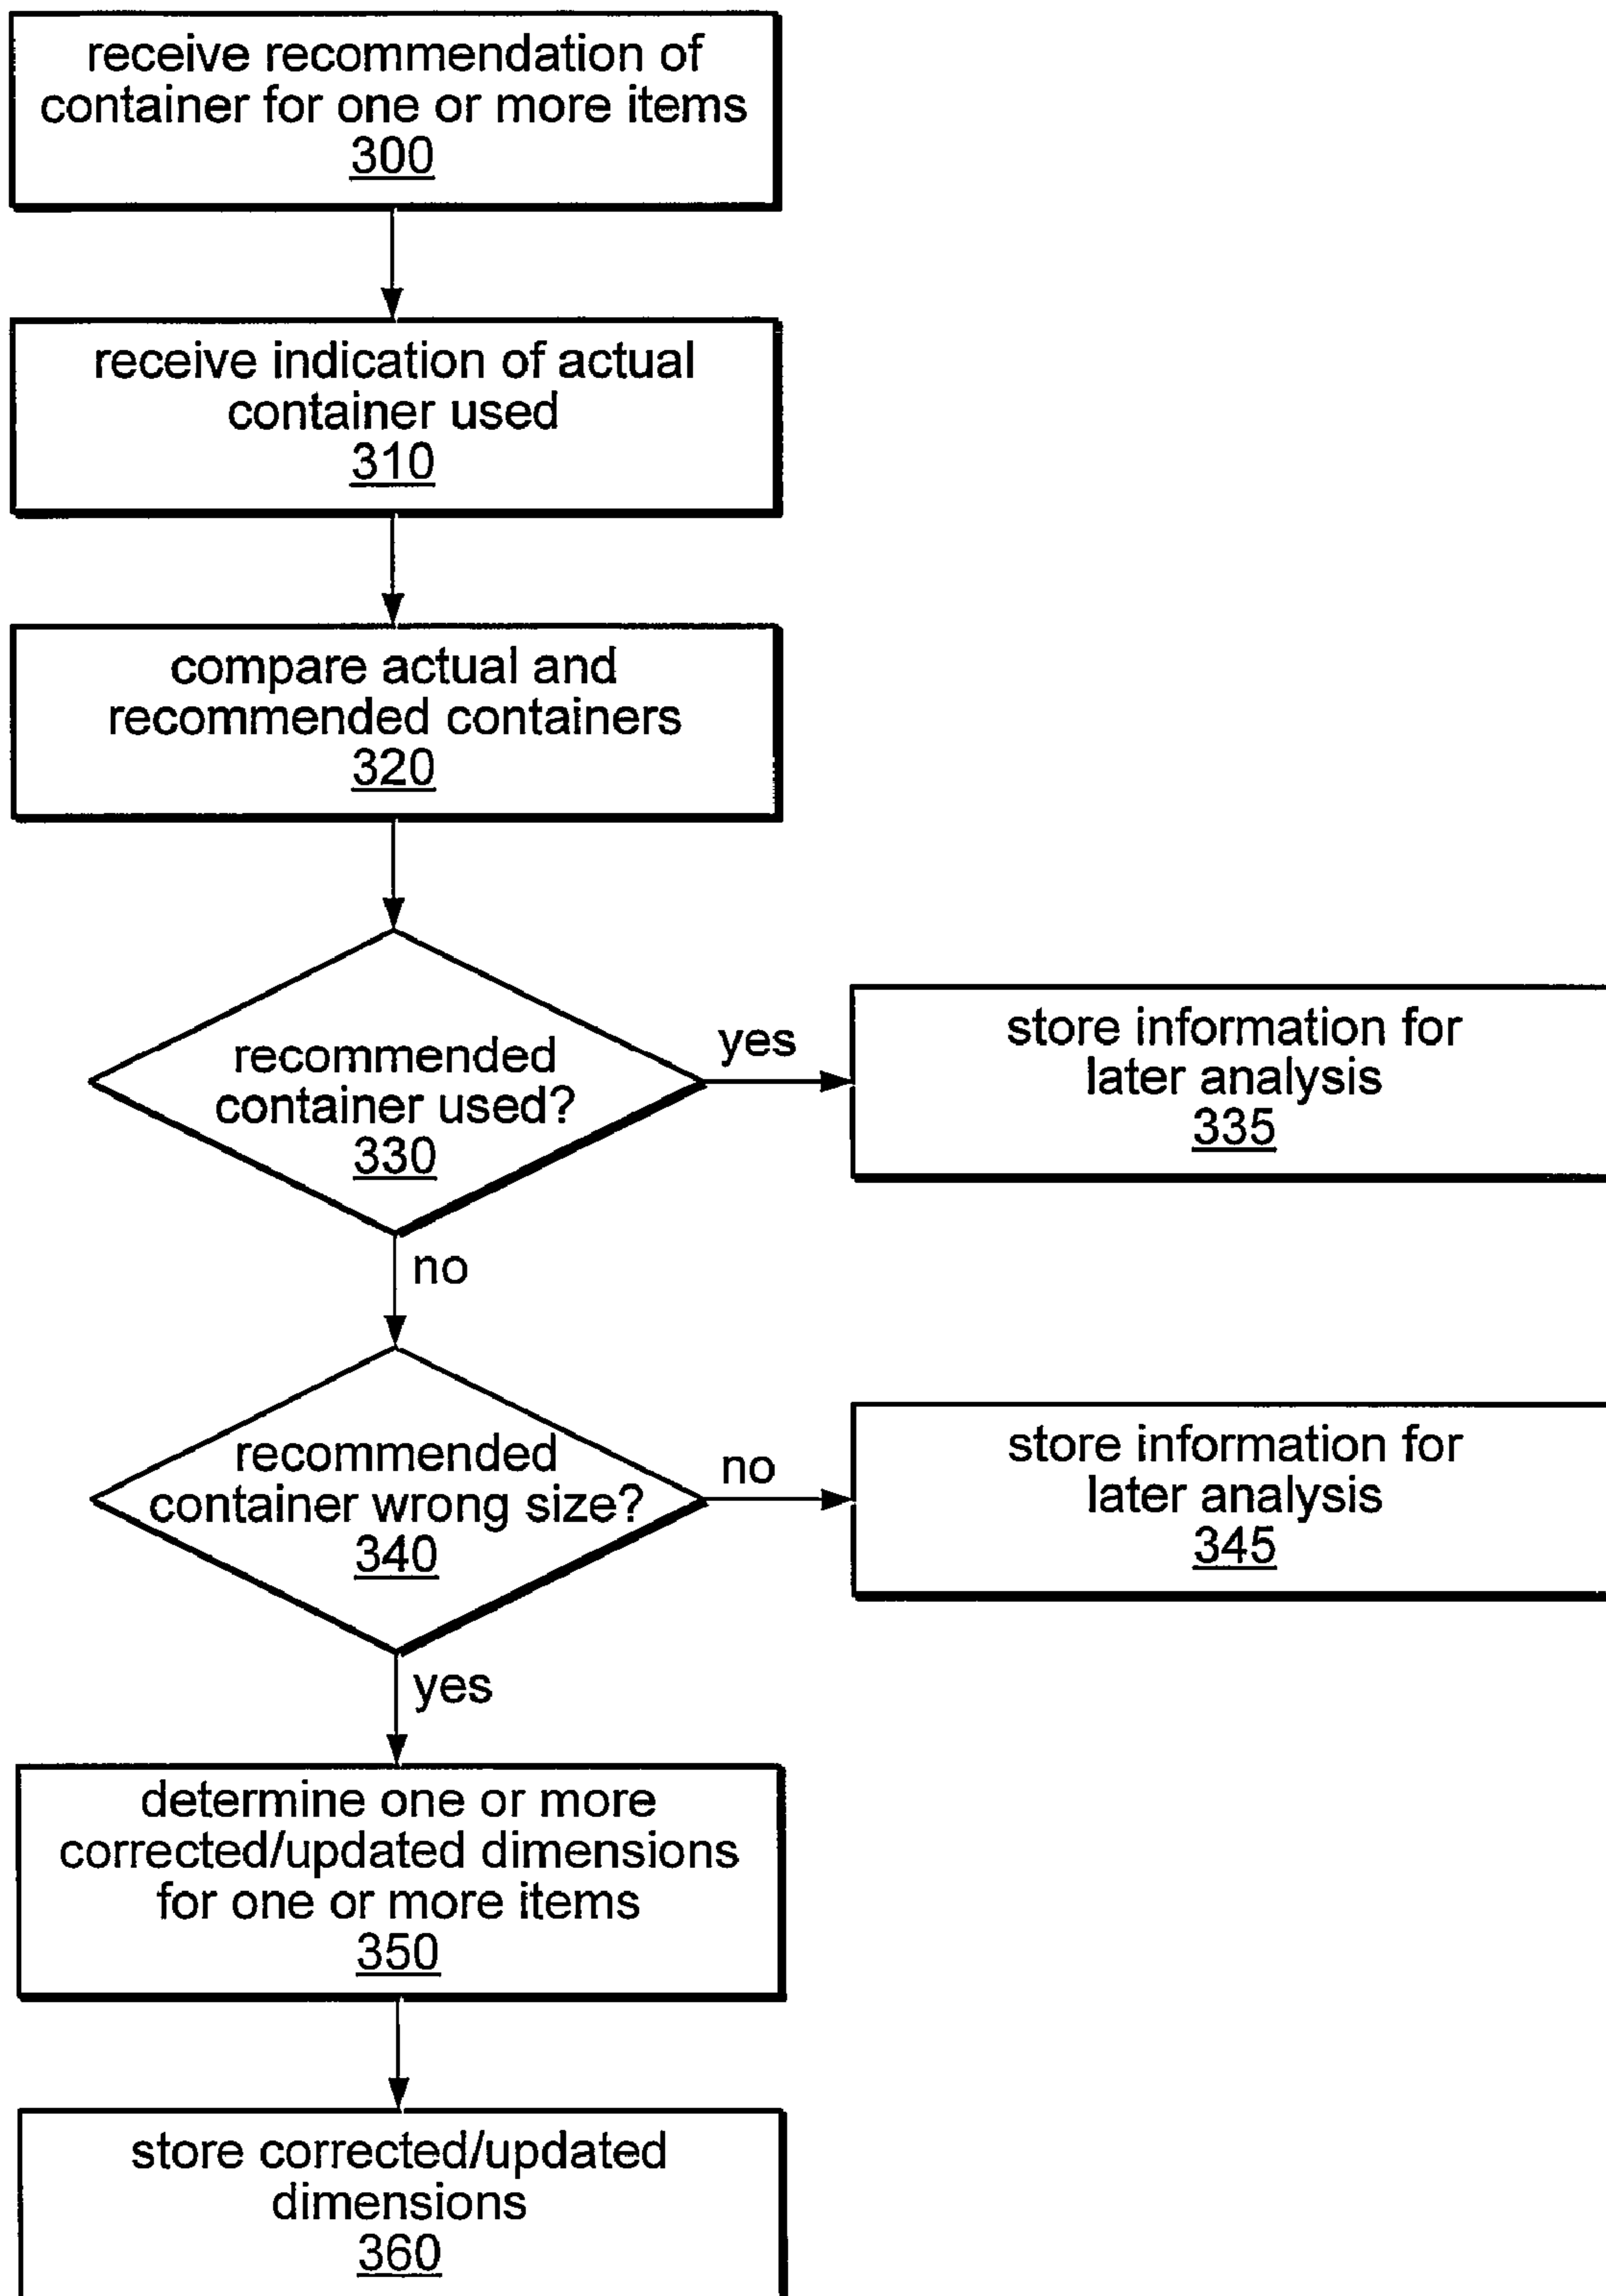 receive recommendation of
container for one or more items
300
receive indication of actual
container used
310
compare actual and
recommended containers
320
recommended
container used?
330
yes
store information for
later analysis
335
no
recommended
container wrong size?
340
no
store information for
later analysis
345
yes
determine one or more
corrected/updated dimensions
for one or more items
350
store corrected/updated
dimensions
360